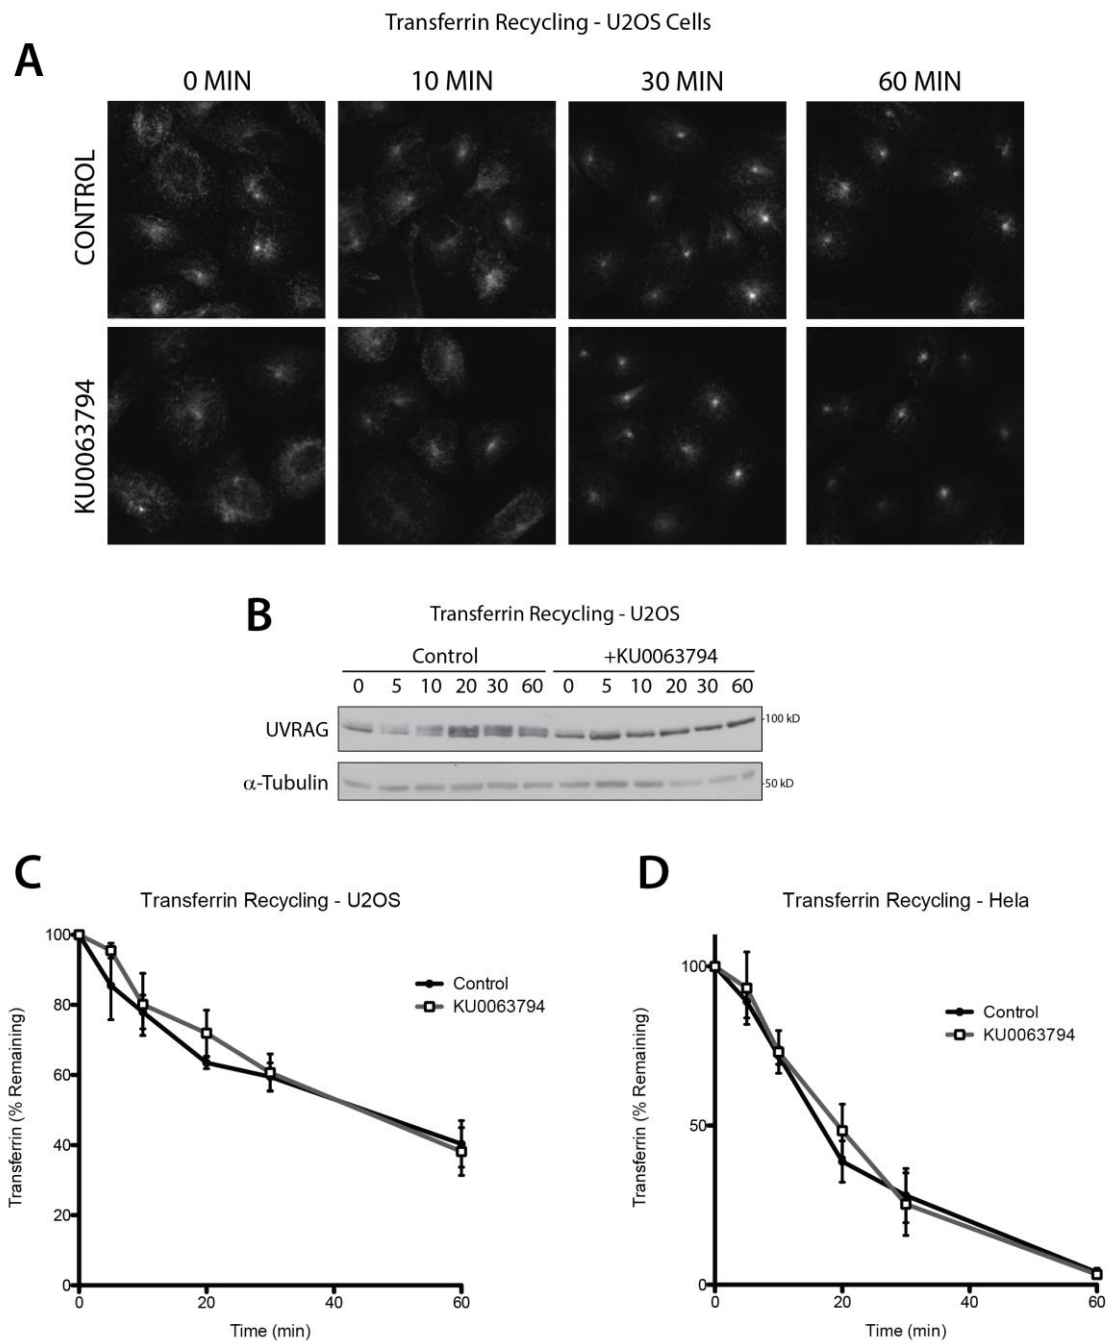 Transferrin Recycling - U2OS Cells
A
0 MIN 10 MIN 30 MIN 60 MIN
CONTROL
KU0063794
B
Transferrin Recycling - U2OS
Control +KU0063794
0 5 10 20 30 60 0 5 10 20 30 60
UVRAG
-100 kD
α-Tubulin
-50 kD
C
Transferrin Recycling - U2OS
Transferrin (% Remaining)
100
80
60
40
20
0
0 20 40 60
Time (min)
Control
KU0063794
D
Transferrin Recycling - Hela
Transferrin (% Remaining)
100
50
0
0 20 40 60
Time (min)
Control
KU0063794